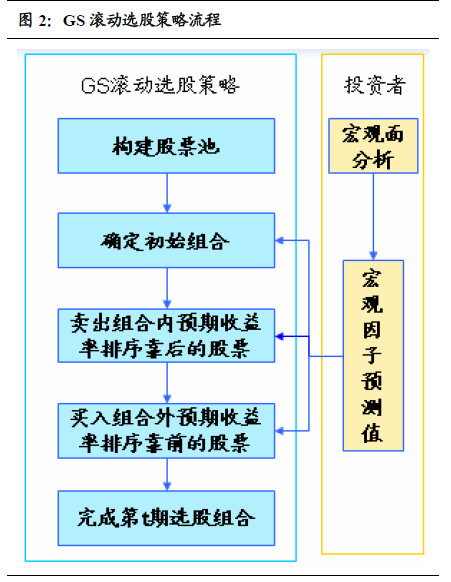 图 2：GS 滚动选股策略流程
GS滚动选股策略
构建股票池
确定初始组合
卖出组合内预期收益
率排序靠后的股票
买入组合外预期收益
率排序靠前的股票
完成第t期选股组合
投资者
宏观面
分析
宏
观
因
子
预
测
值